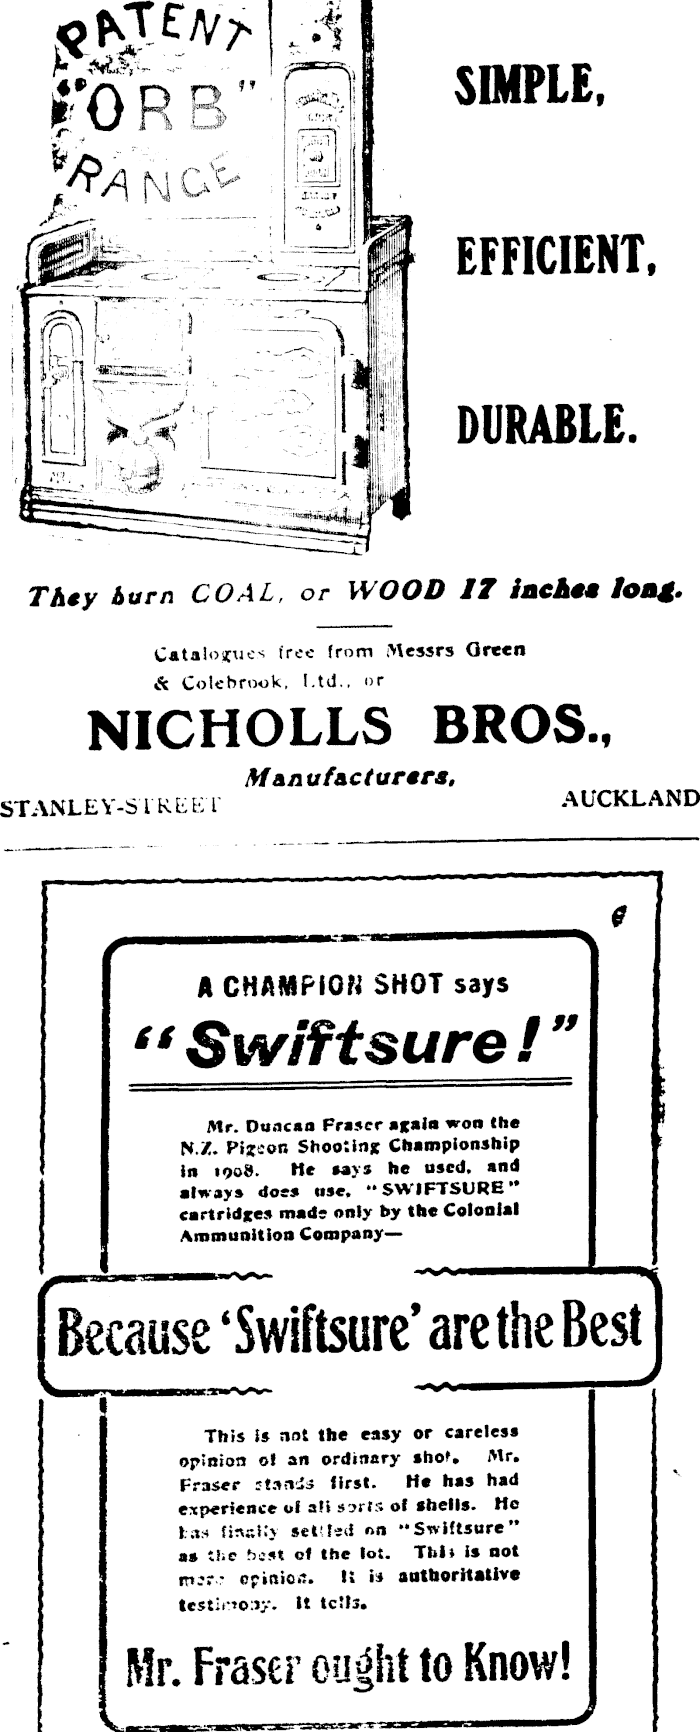 PATENT
"ORB"
RANGE
SIMPLE,
EFFICIENT,
DURABLE.
They burn COAL, or WOOD 17 inches long.
Catalogues free from Messrs Green
& Colebrook, Ltd., or
NICHOLLS BROS.,
Manufacturers,
STANLEY-STREET AUCKLAND
A CHAMPION SHOT says
"Swiftsure!"
Mr. Duncan Fraser again won the
N.Z. Pigeon Shooting Championship
in 1908. He says he used, and
always does use, "SWIFTSURE"
cartridges made only by the Colonial
Ammunition Company—
Because 'Swiftsure' are the Best
This is not the easy or careless
opinion of an ordinary shot. Mr.
Fraser stands first. He has had
experience of all sorts of shells. He
has finally settled on "Swiftsure"
as the best of the lot. This is not
mere opinion. It is authoritative
testimony. It tells.
Mr. Fraser ought to Know!